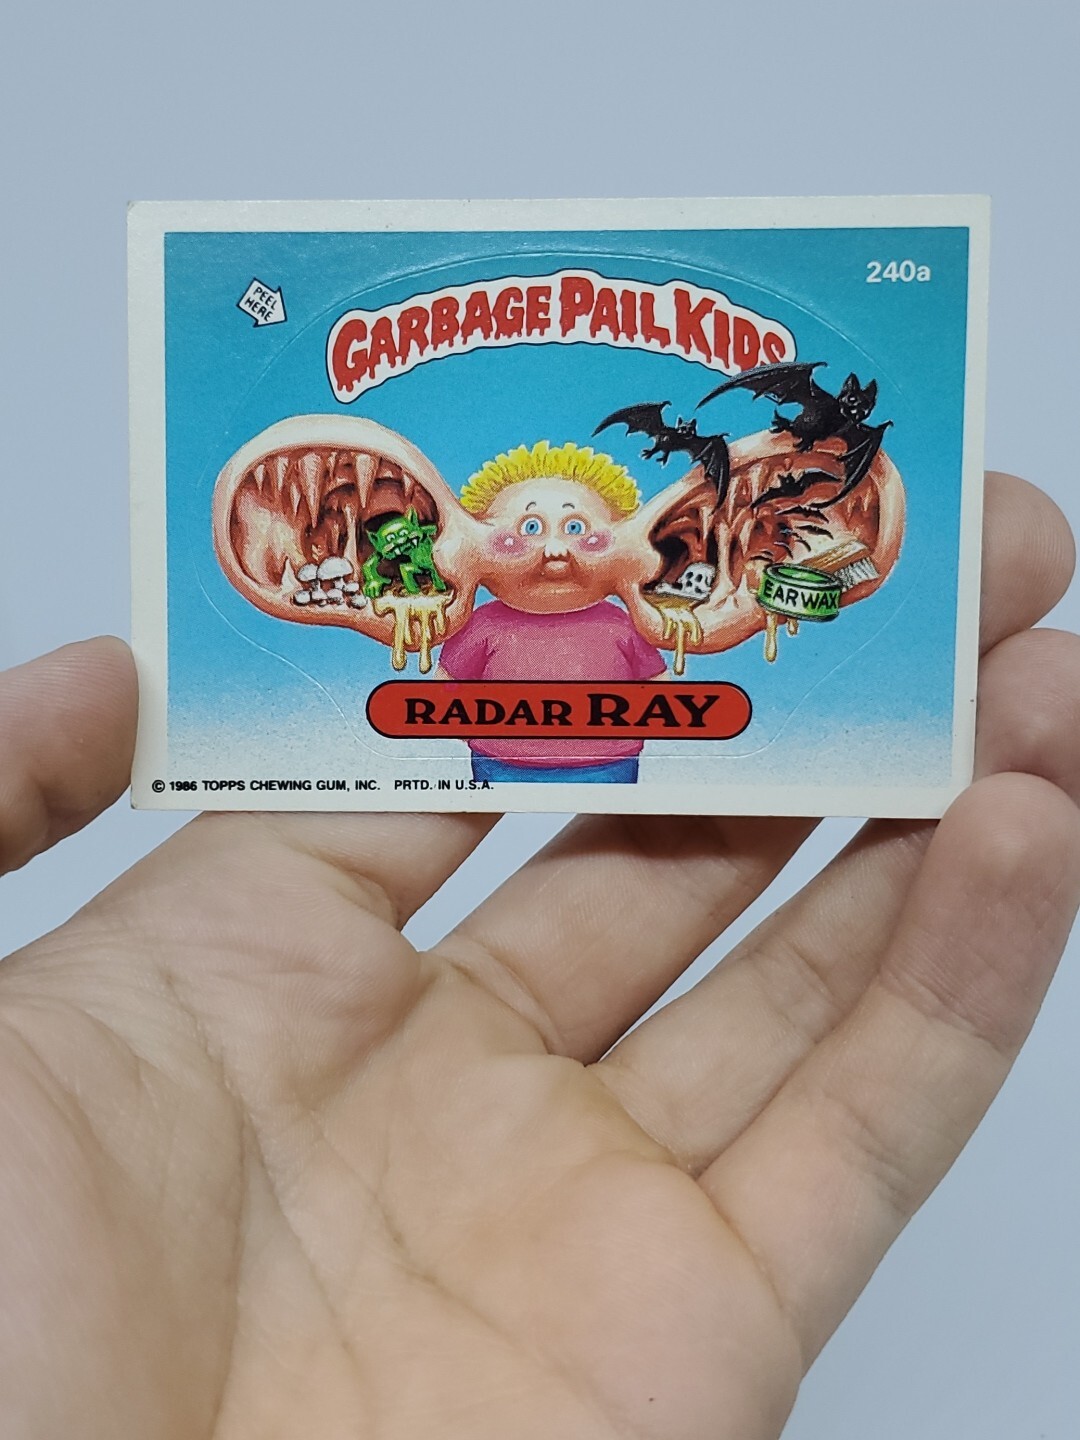 240a
PEEL
HERE
GARBAGE PAIL KIDS
EARWAX
RADAR RAY
© 1986 TOPPS CHEWING GUM, INC. PRTD. IN U.S.A.